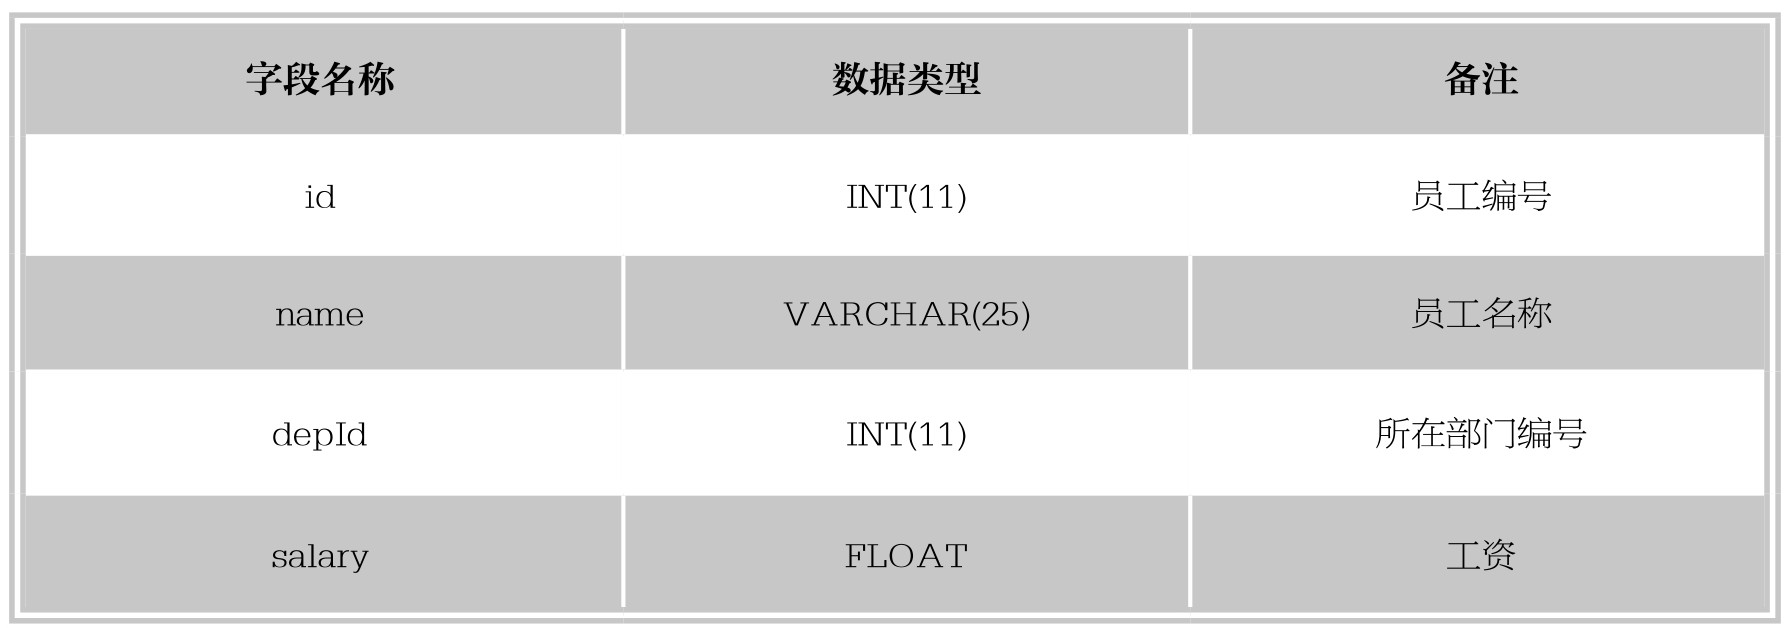 字段名称 数据类型 备注
id INT(11) 员工编号
name VARCHAR(25) 员工名称
depId INT(11) 所在部门编号
salary FLOAT 工资